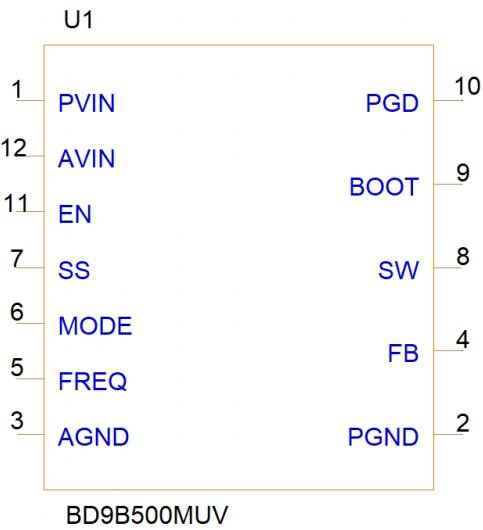 U1
1 PVIN PGD 10
12 AVIN
BOOT 9
11 EN
7 SS SW 8
6 MODE
FB 4
5 FREQ
3 AGND PGND 2
BD9B500MUV